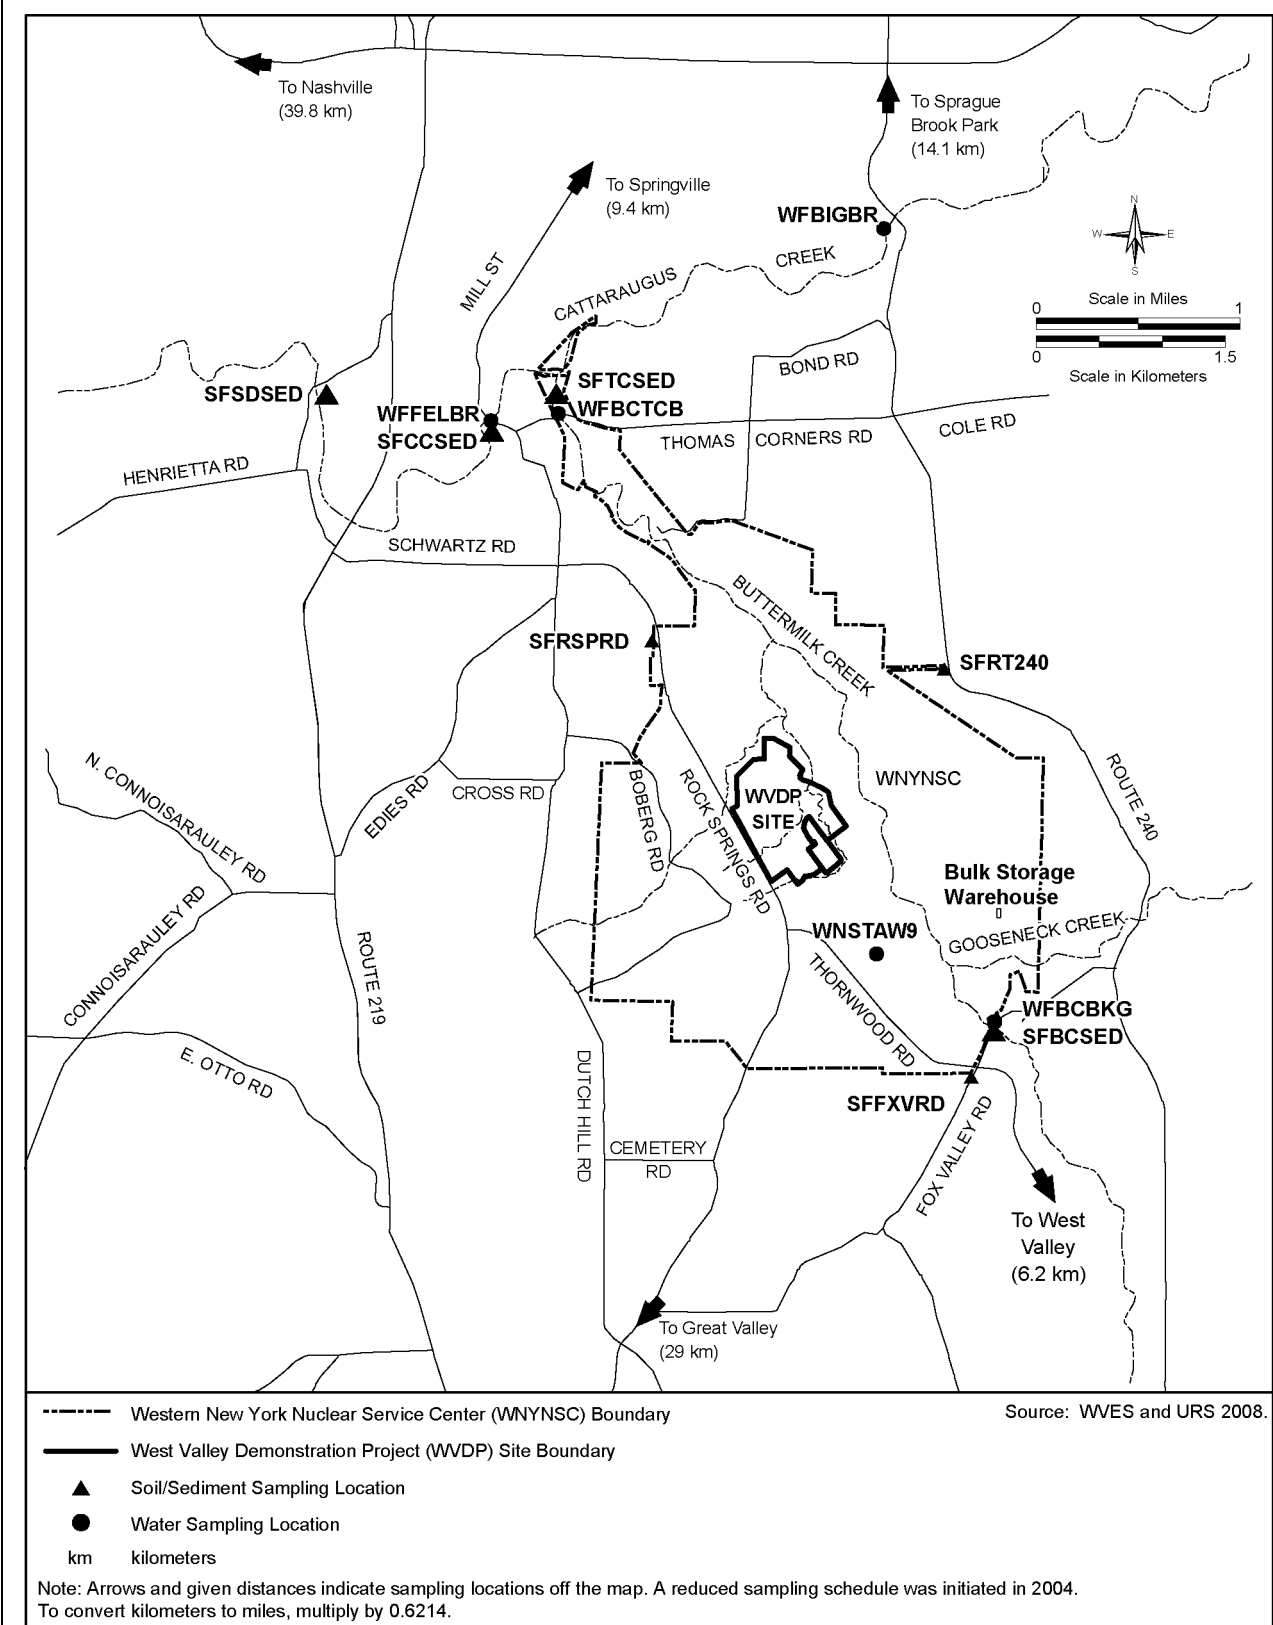 To Nashville
(39.8 km)
To Sprague
Brook Park
(14.1 km)
To Springville
(9.4 km)
WFBIGBR
N
W E
S
MILL ST
CATTARAUGUS CREEK
Scale in Miles
0 1
0 1.5
Scale in Kilometers
BOND RD
SFSDSED
SFTCSED
WFFELBR
WFBCTCB
SFCCSED
THOMAS CORNERS RD
COLE RD
HENRIETTA RD
SCHWARTZ RD
BUTTERMILK CREEK
SFRSPRD
SFRT240
N. CONNOISARAULEY RD
EDIES RD
CROSS RD
BOBERG RD
ROCK SPRINGS RD
WVDP
SITE
WNYNSC
ROUTE 240
Bulk Storage
Warehouse
CONNOISARAULEY RD
ROUTE 219
WNSTAW9
GOOSENECK CREEK
THORNWOOD RD
WFBCBKG
SFBCSED
E. OTTO RD
DUTCH HILL RD
SFFXVRD
CEMETERY
RD
FOX VALLEY RD
To West
Valley
(6.2 km)
To Great Valley
(29 km)
Western New York Nuclear Service Center (WNYNSC) Boundary
Source: WVES and URS 2008.
West Valley Demonstration Project (WVDP) Site Boundary
Soil/Sediment Sampling Location
Water Sampling Location
km kilometers
Note: Arrows and given distances indicate sampling locations off the map. A reduced sampling schedule was initiated in 2004.
To convert kilometers to miles, multiply by 0.6214.